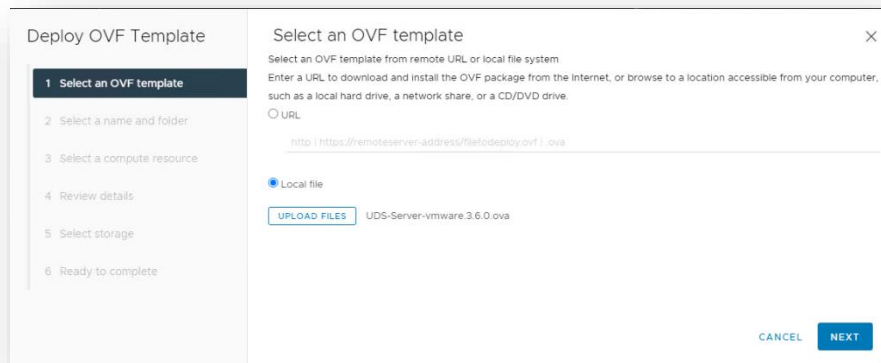 Deploy OVF Template
1 Select an OVF template
2 Select a name and folder
3 Select a compute resource
4 Review details
5 Select storage
6 Ready to complete
Select an OVF template
Select an OVF template from remote URL or local file system
Enter a URL to download and install the OVF package from the Internet, or browse to a location accessible from your computer,
such as a local hard drive, a network share, or a CD/DVD drive.
URL
http | https://remoteserver-address/filetodeploy.ovf | .ova
Local file
UPLOAD FILES UDS-Server-vmware.3.6.0.ova
CANCEL NEXT